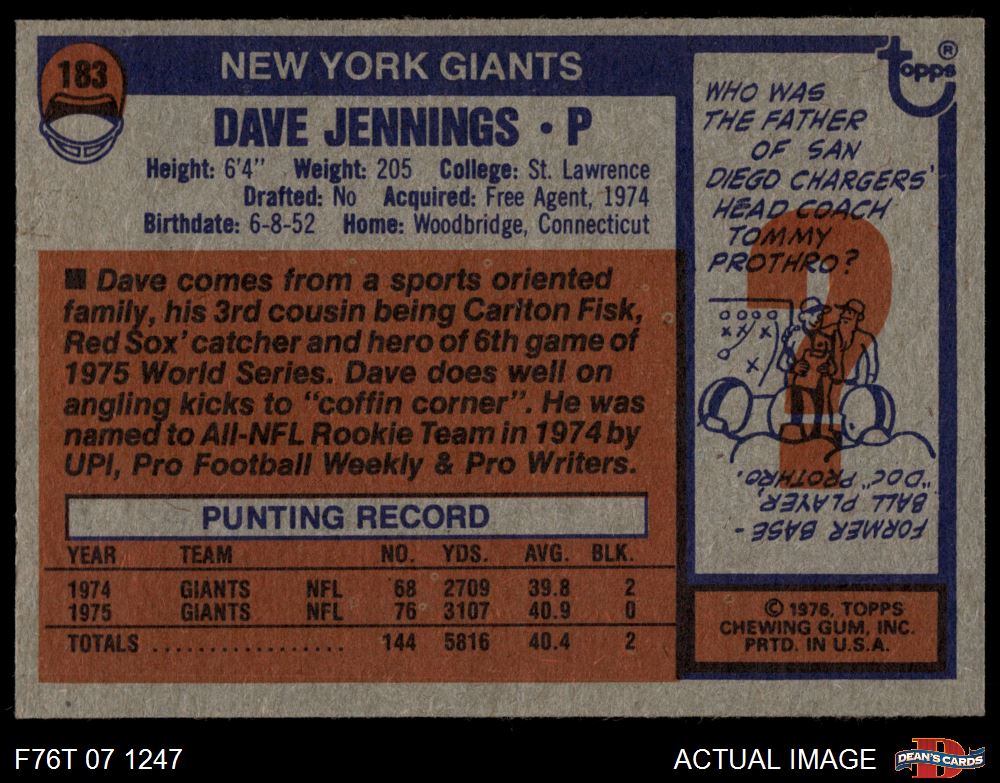 183
NEW YORK GIANTS
DAVE JENNINGS • P
Height: 6'4" Weight: 205 College: St. Lawrence
Drafted: No Acquired: Free Agent, 1974
Birthdate: 6-8-52 Home: Woodbridge, Connecticut
■ Dave comes from a sports oriented
family, his 3rd cousin being Carlton Fisk,
Red Sox' catcher and hero of 6th game of
1975 World Series. Dave does well on
angling kicks to "coffin corner". He was
named to All-NFL Rookie Team in 1974 by
UPI, Pro Football Weekly & Pro Writers.
PUNTING RECORD
YEAR TEAM NO. YDS. AVG. BLK.
1974 GIANTS NFL 68 2709 39.8 2
1975 GIANTS NFL 76 3107 40.9 0
TOTALS ................. 144 5816 40.4 2
topps®
WHO WAS
THE FATHER
OF SAN
DIEGO CHARGERS'
HEAD COACH
TOMMY
PROTHRO?
?
O O O O
X X X
X
FORMER BASE-
BALL PLAYER,
"DOC" PROTHRO.
© 1976, TOPPS
CHEWING GUM, INC.
PRTD. IN U.S.A.
F76T 07 1247
ACTUAL IMAGE
D
DEAN'S CARDS